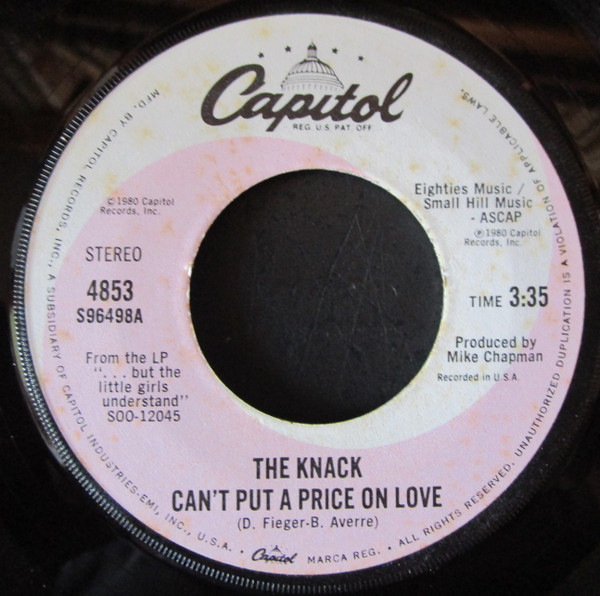 Capitol
REG. U.S. PAT. OFF.
MFD. BY CAPITOL RECORDS, INC., A SUBSIDIARY OF CAPITOL INDUSTRIES-EMI, INC., U.S.A. • Capitol MARCA REG. • ALL RIGHTS RESERVED. UNAUTHORIZED DUPLICATION IS A VIOLATION OF APPLICABLE LAWS.
©1980 Capitol
Records, Inc.
STEREO
4853
S96498A
From the LP
“. . . but the
little girls
understand”
SOO-12045
Eighties Music /
Small Hill Music
- ASCAP
℗1980 Capitol
Records, Inc.
TIME 3:35
Produced by
Mike Chapman
Recorded in U.S.A.
THE KNACK
CAN'T PUT A PRICE ON LOVE
(D. Fieger-B. Averre)